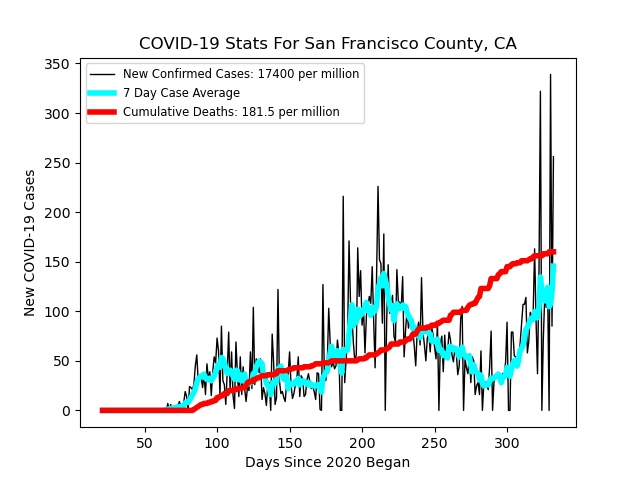 COVID-19 Stats For San Francisco County, CA
New Confirmed Cases: 17400 per million
7 Day Case Average
Cumulative Deaths: 181.5 per million
New COVID-19 Cases
350
300
250
200
150
100
50
0
50
100
150
200
250
300
Days Since 2020 Began